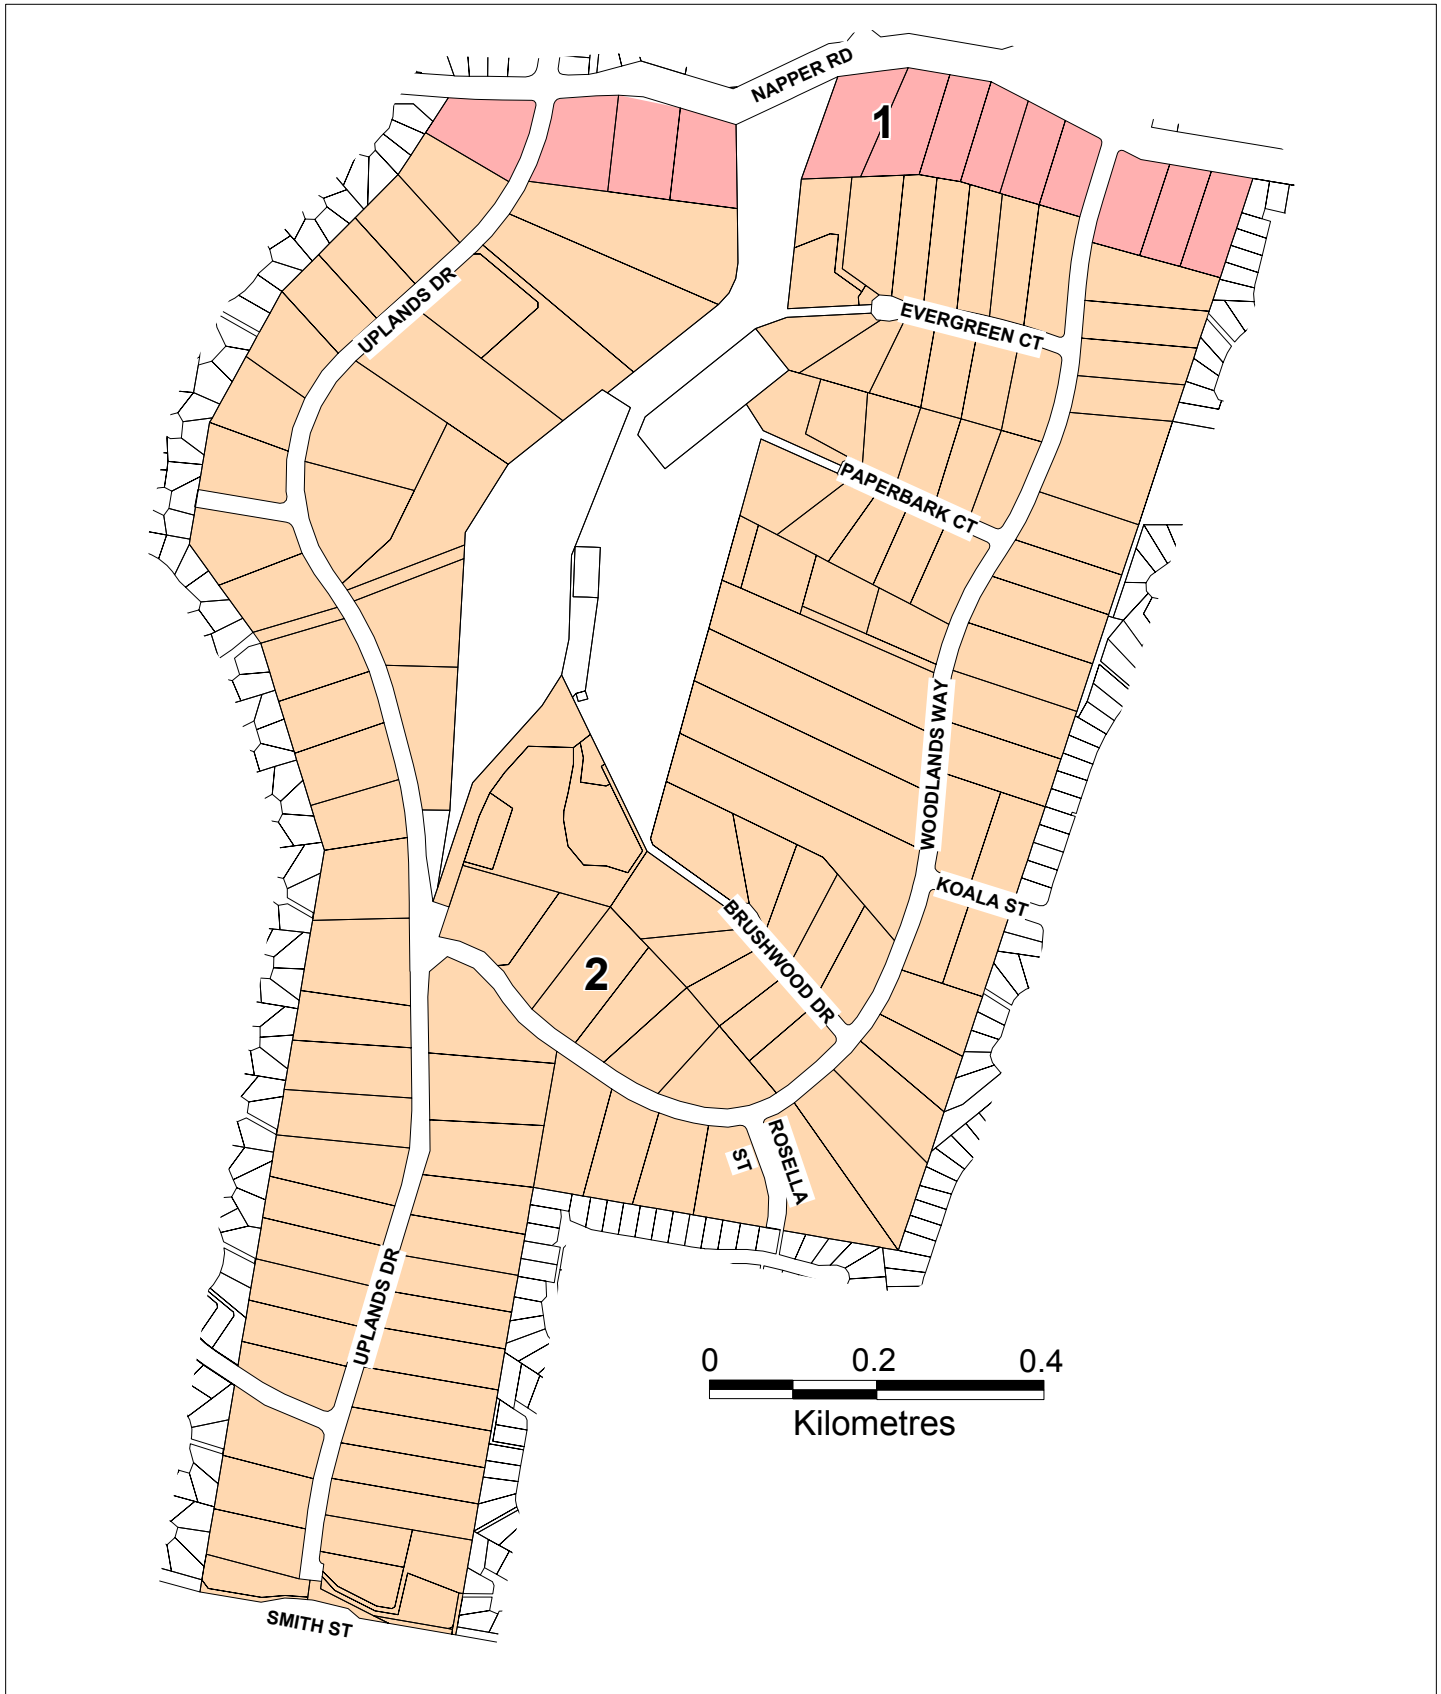 NAPPER RD
1
UPLANDS DR
EVERGREEN CT
PAPERBARK CT
WOODLANDS WAY
KOALA ST
BRUSHWOOD DR
2
ROSELLA
ST
UPLANDS DR
0 0.2 0.4
Kilometres
SMITH ST